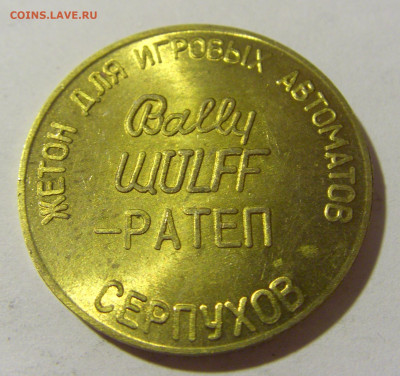 COINS.LAVE.RU
ЖЕТОН ДЛЯ ИГРОВЫХ АВТОМАТОВ
Bally
WULFF
-РАТЕП
СЕРПУХОВ